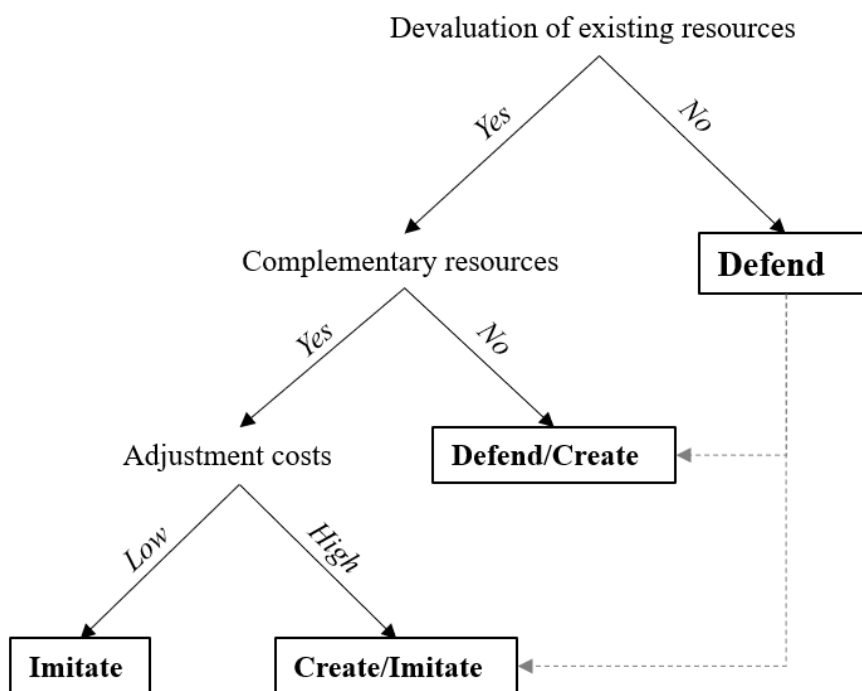 Devaluation of existing resources
Yes
No
Complementary resources
Defend
Yes
No
Adjustment costs
Defend/Create
Low
High
Imitate
Create/Imitate